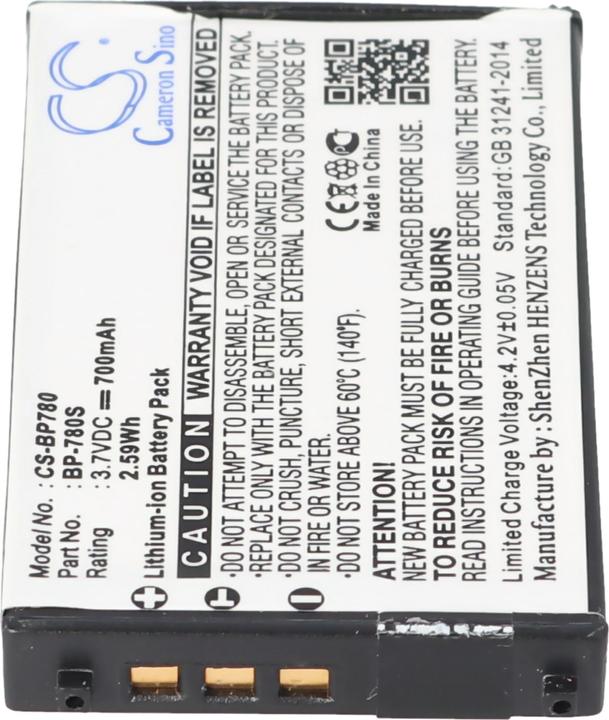 CS
Cameron Sino
Model No. : CS-BP780
Part No. : BP-780S
Rating : 3.7VDC ⎓ 700mAh
2.59Wh
Lithium-ion Battery Pack
CAUTION WARRANTY VOID IF LABEL IS REMOVED
·DO NOT ATTEMPT TO DISASSEMBLE, OPEN OR SERVICE THE BATTERY PACK.
·REPLACE ONLY WITH THE BATTERY PACK DESIGNATED FOR THIS PRODUCT.
·DO NOT CRUSH, PUNCTURE, SHORT EXTERNAL CONTACTS OR DISPOSE OF
IN FIRE OR WATER.
·DO NOT STORE ABOVE 60°C (140°F).
CE PC
Made In China
ATTENTION!
NEW BATTERY PACK MUST BE FULLY CHARGED BEFORE USE.
TO REDUCE RISK OF FIRE OR BURNS
READ INSTRUCTIONS IN OPERATING GUIDE BEFORE USING THE BATTERY.
Limited Charge Voltage:4.2V±0.05V Standard:GB 31241-2014
Manufacture by : ShenZhen HENZENS Technology Co., Limited